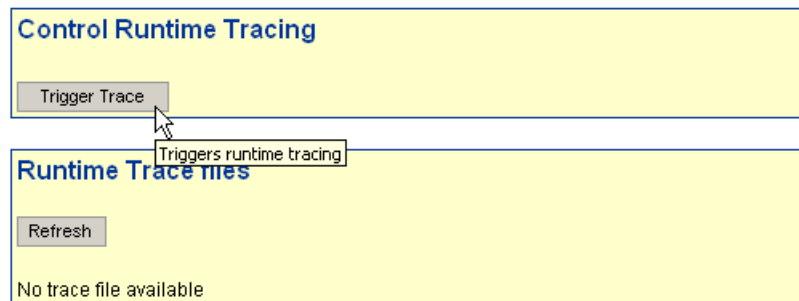 Control Runtime Tracing
Trigger Trace
Triggers runtime tracing
Runtime Trace files
Refresh
No trace file available